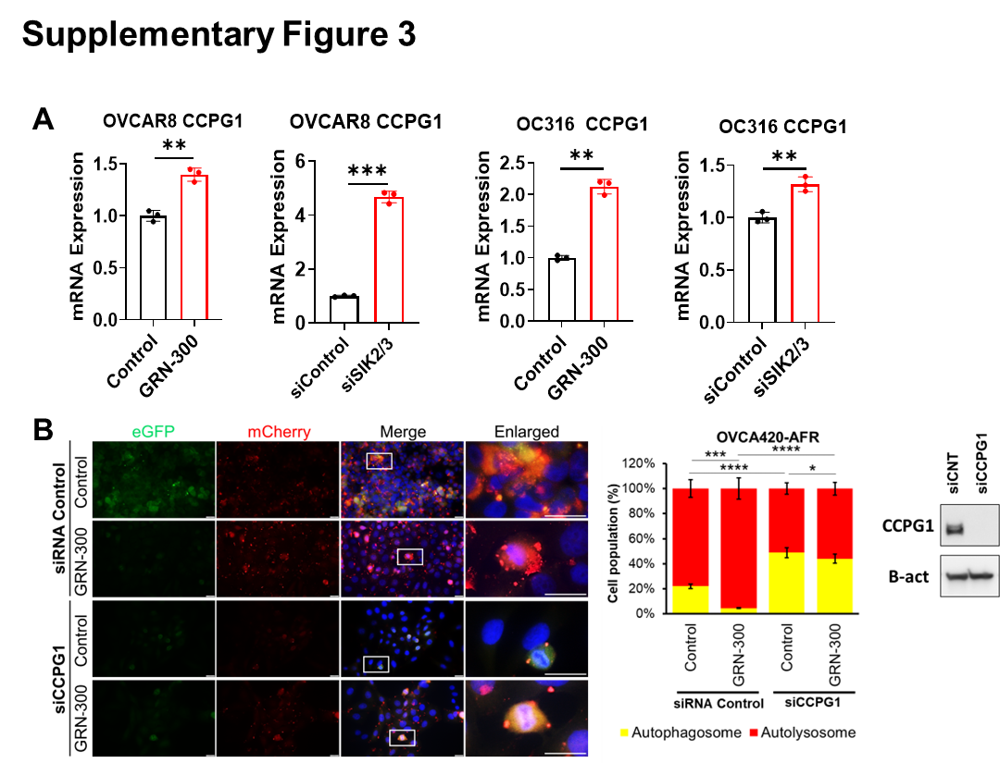 Supplementary Figure 3
A
OVCAR8 CCPG1
**
mRNA Expression
1.5
1.0
0.5
0.0
Control
GRN-300
OVCAR8 CCPG1
***
mRNA Expression
6
4
2
0
siControl
siSIK2/3
OC316 CCPG1
**
mRNA Expression
2.5
2.0
1.5
1.0
0.5
0.0
Control
GRN-300
OC316 CCPG1
**
mRNA Expression
1.5
1.0
0.5
0.0
siControl
siSIK2/3
B
eGFP
mCherry
Merge
Enlarged
siRNA Control
Control
GRN-300
siCCPG1
Control
GRN-300
OVCA420-AFR
*** ****
**** *
Cell population (%)
120%
100%
80%
60%
40%
20%
0%
Control
GRN-300
Control
GRN-300
siRNA Control
siCCPG1
Autophagosome
Autolysosome
siCNT
siCCPG1
CCPG1
B-act